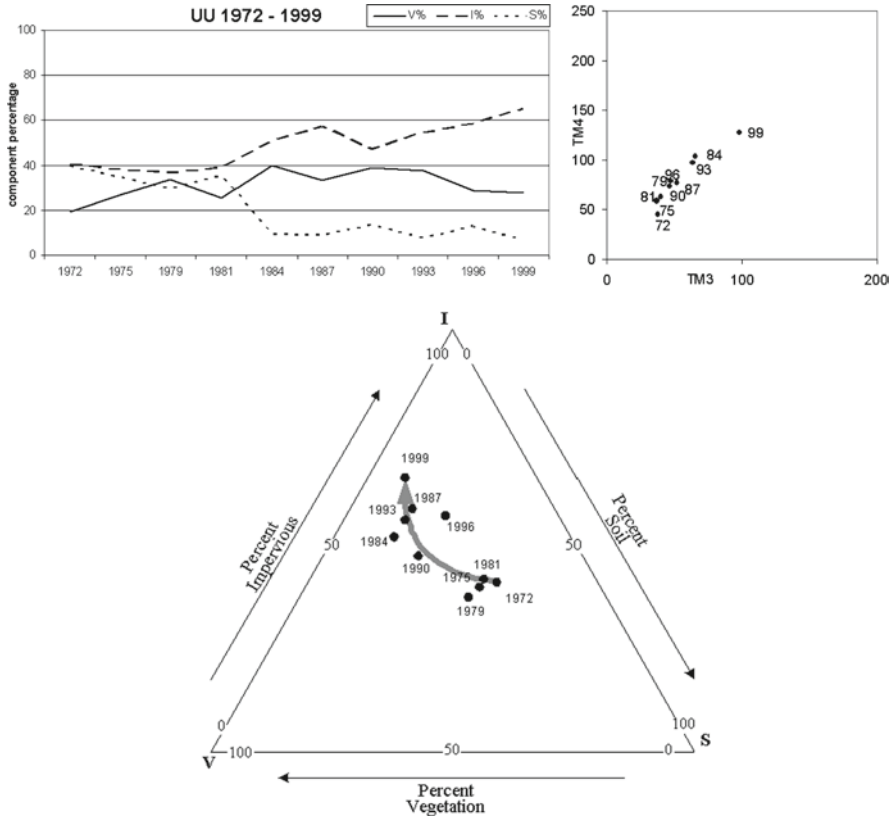 UU 1972 - 1999
V% I% S%
component percentage
100
80
60
40
20
0
1972 1975 1979 1981 1984 1987 1990 1993 1996 1999
TM4
250
200
150
100
50
0
99
84
93
96
79
87
90
81
75
72
0 100 200
TM3
I
100 0
Percent
Impervious
Percent
Soil
1999
1987
1993
1996
1984
50 50
1990
1975
1981
1972
1979
0 100
V S
100 50 0
Percent
Vegetation